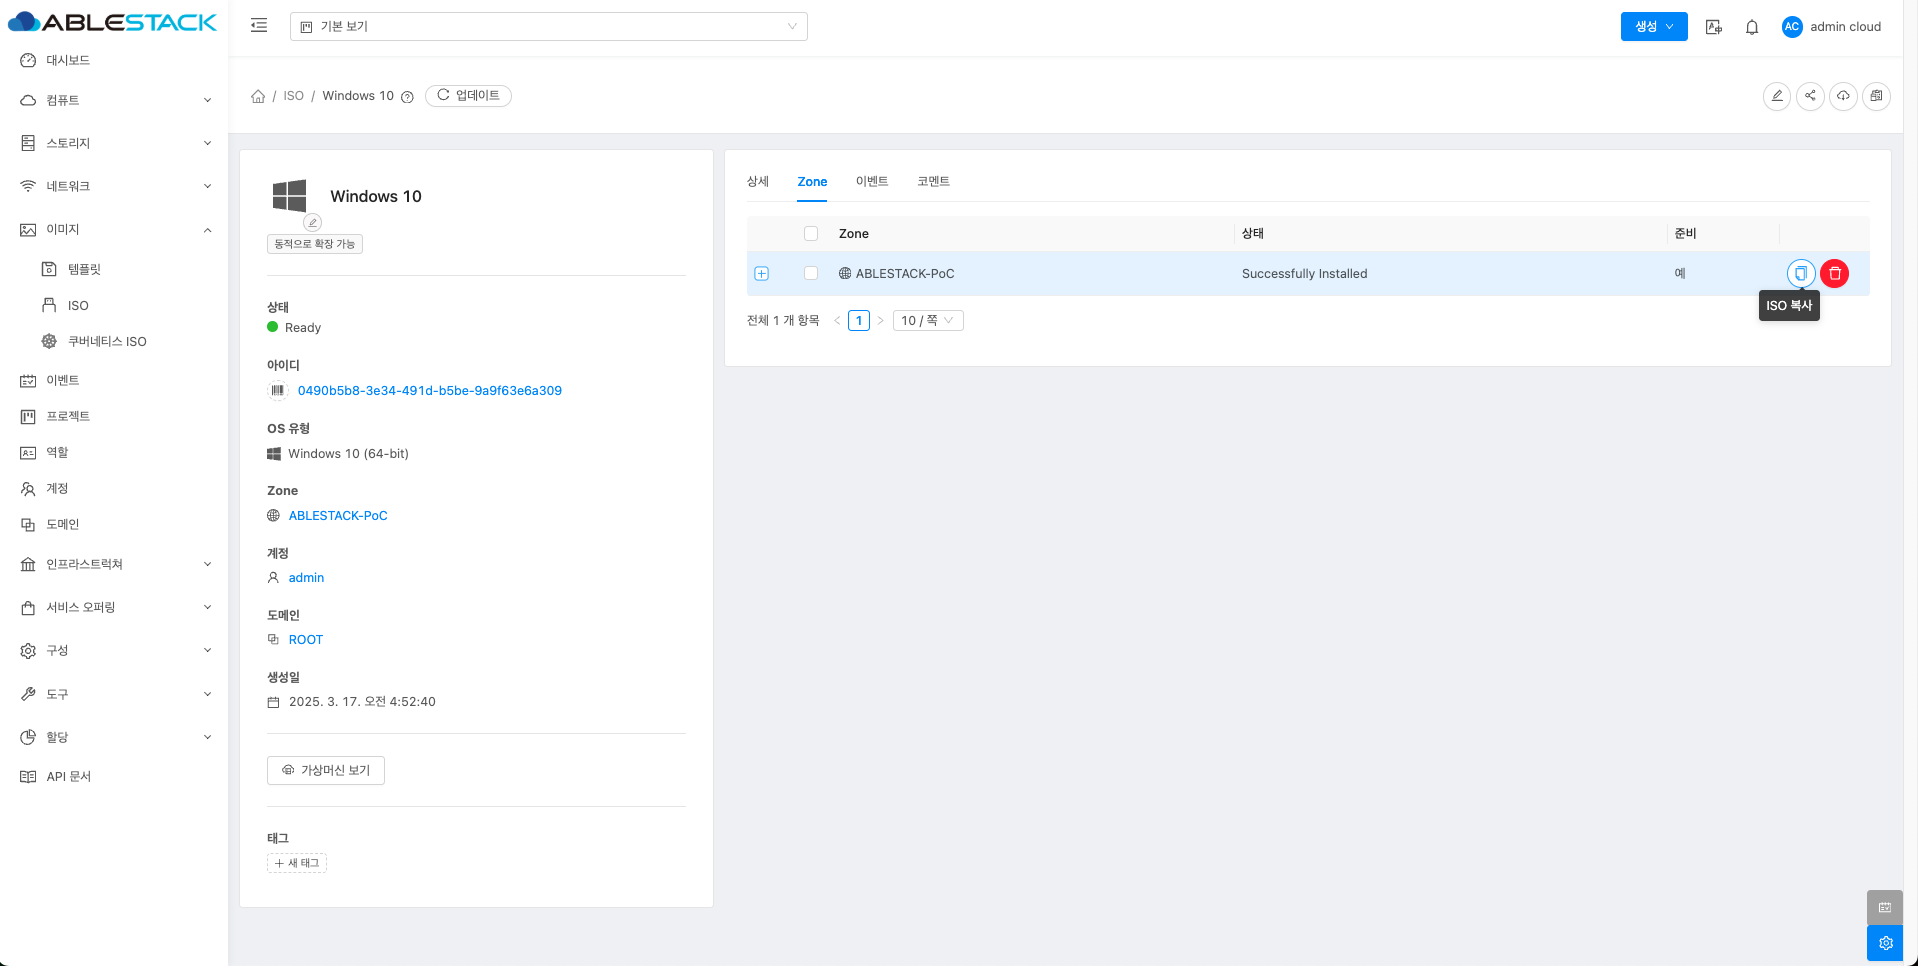 ABLESTACK
기본 보기
생성
AC
admin cloud
대시보드
컴퓨트
스토리지
네트워크
이미지
템플릿
ISO
쿠버네티스 ISO
이벤트
프로젝트
역할
계정
도메인
인프라스트럭쳐
서비스 오퍼링
구성
도구
할당
API 문서
/ ISO / Windows 10
업데이트
Windows 10
동적으로 확장 가능
상태
Ready
아이디
0490b5b8-3e34-491d-b5be-9a9f63e6a309
OS 유형
Windows 10 (64-bit)
Zone
ABLESTACK-PoC
계정
admin
도메인
ROOT
생성일
2025. 3. 17. 오전 4:52:40
가상머신 보기
태그
새 태그
상세 Zone 이벤트 코멘트
Zone 상태 준비
ABLESTACK-PoC Successfully Installed 예
ISO 복사
전체 1 개 항목 < 1 > 10 / 쪽